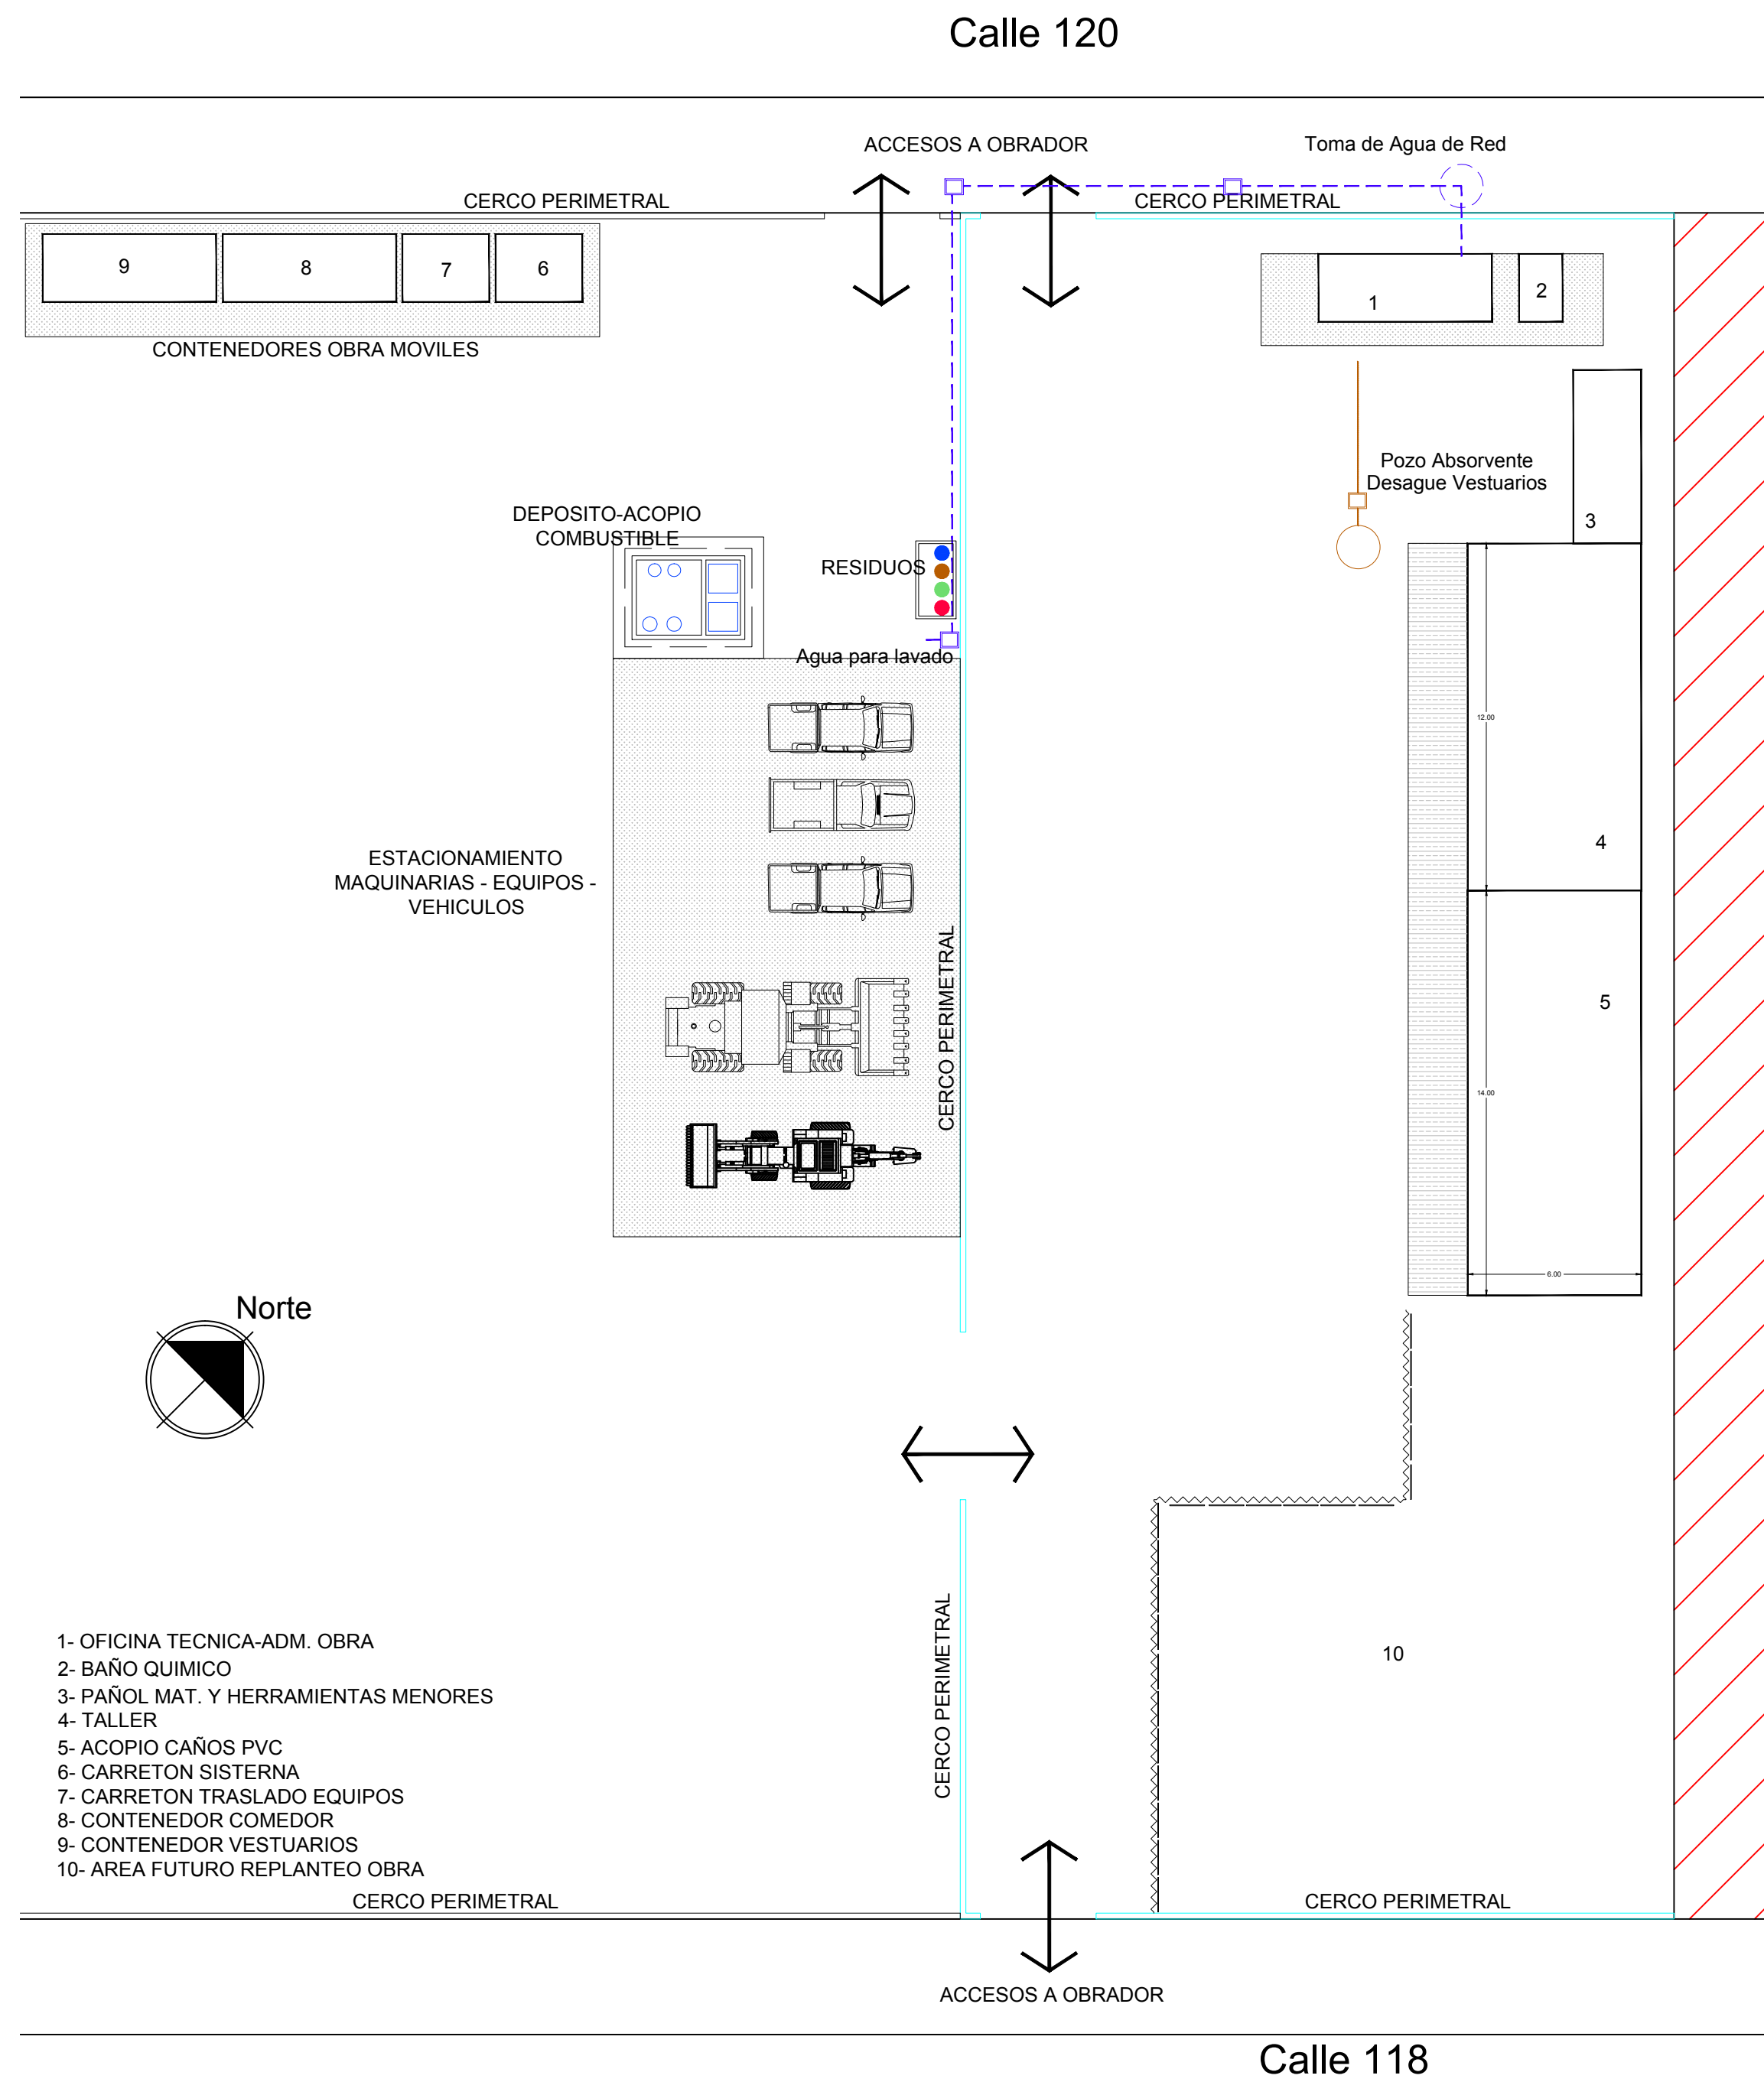 Calle 120
ACCESOS A OBRADOR
Toma de Agua de Red
CERCO PERIMETRAL
CERCO PERIMETRAL
9
8
7
6
1
2
CONTENEDORES OBRA MOVILES
Pozo Absorvente
Desague Vestuarios
3
DEPOSITO-ACOPIO
COMBUSTIBLE
RESIDUOS
Agua para lavado
12.00
4
ESTACIONAMIENTO
MAQUINARIAS - EQUIPOS -
VEHICULOS
CERCO PERIMETRAL
5
14.00
6.00
Norte
CERCO PERIMETRAL
10
1- OFICINA TECNICA-ADM. OBRA
2- BAÑO QUIMICO
3- PAÑOL MAT. Y HERRAMIENTAS MENORES
4- TALLER
5- ACOPIO CAÑOS PVC
6- CARRETON SISTERNA
7- CARRETON TRASLADO EQUIPOS
8- CONTENEDOR COMEDOR
9- CONTENEDOR VESTUARIOS
10- AREA FUTURO REPLANTEO OBRA
CERCO PERIMETRAL
CERCO PERIMETRAL
ACCESOS A OBRADOR
Calle 118